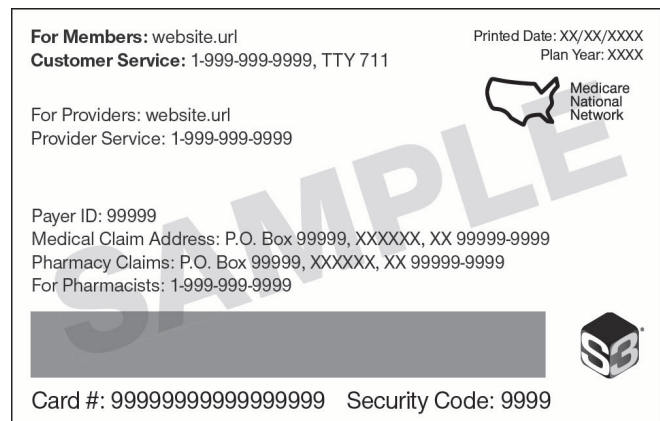 For Members: website.url
Customer Service: 1-999-999-9999, TTY 711
Printed Date: XX/XX/XXXX
Plan Year: XXXX
Medicare
National
Network
For Providers: website.url
Provider Service: 1-999-999-9999
SAMPLE
Payer ID: 99999
Medical Claim Address: P.O. Box 99999, XXXXXX, XX 99999-9999
Pharmacy Claims: P.O. Box 99999, XXXXXX, XX 99999-9999
For Pharmacists: 1-999-999-9999
S3
Card #: 99999999999999999 Security Code: 9999